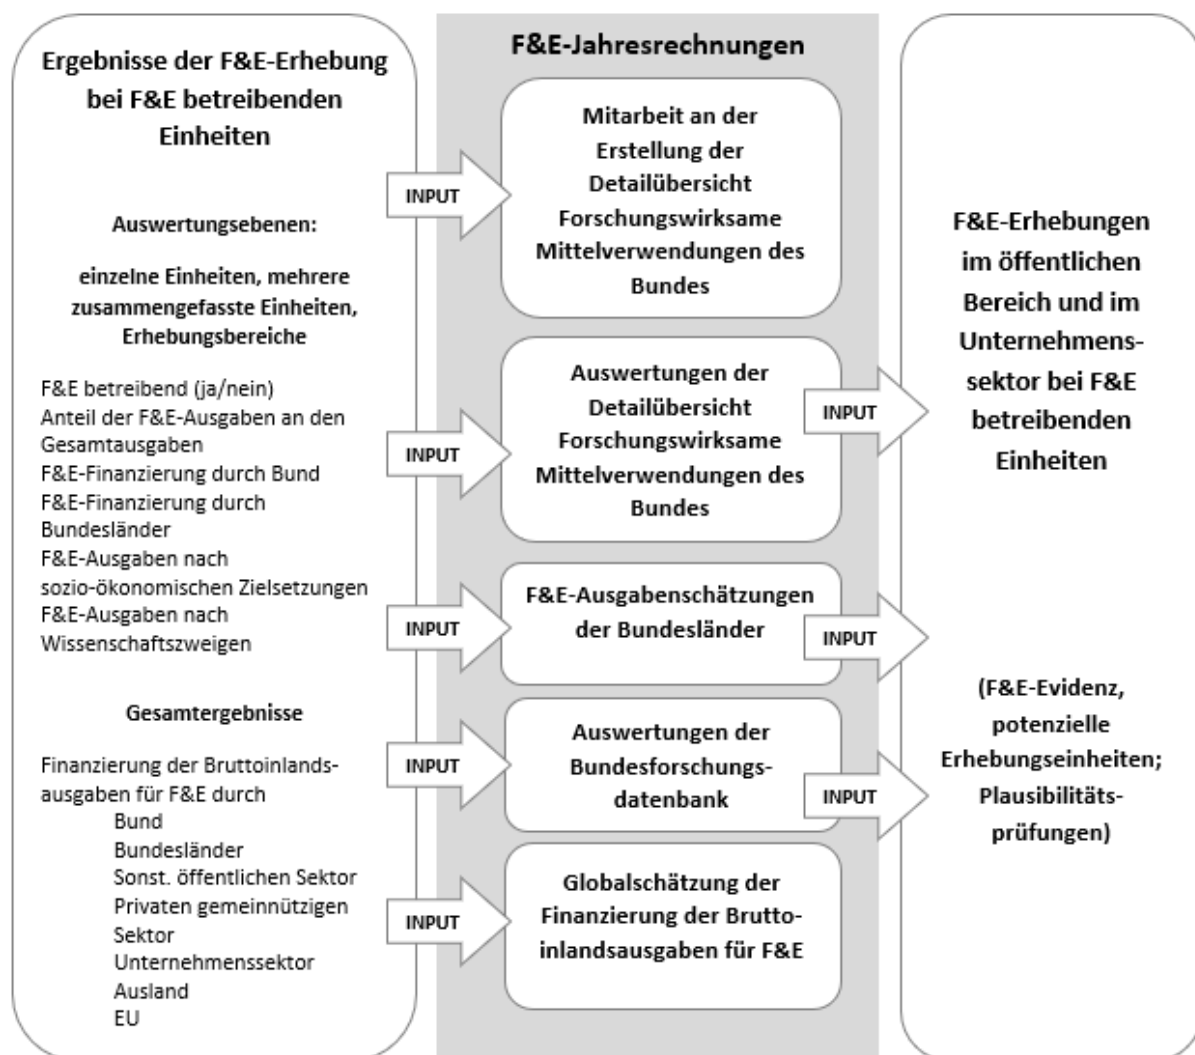 Ergebnisse der F&E-Erhebung
bei F&E betreibenden
Einheiten
Auswertungsebenen:
einzelne Einheiten, mehrere
zusammengefasste Einheiten,
Erhebungsbereiche
F&E betreibend (ja/nein)
Anteil der F&E-Ausgaben an den
Gesamtausgaben
F&E-Finanzierung durch Bund
F&E-Finanzierung durch
Bundesländer
F&E-Ausgaben nach
sozio-ökonomischen Zielsetzungen
F&E-Ausgaben nach
Wissenschaftszweigen
Gesamtergebnisse
Finanzierung der Bruttoinlands-
ausgaben für F&E durch
Bund
Bundesländer
Sonst. öffentlichen Sektor
Privaten gemeinnützigen
Sektor
Unternehmenssektor
Ausland
EU
INPUT
INPUT
INPUT
INPUT
INPUT
F&E-Jahresrechnungen
Mitarbeit an der
Erstellung der
Detailübersicht
Forschungswirksame
Mittelverwendungen des
Bundes
Auswertungen der
Detailübersicht
Forschungswirksame
Mittelverwendungen des
Bundes
F&E-Ausgabenschätzungen
der Bundesländer
Auswertungen der
Bundesforschungs-
datenbank
Globalschätzung der
Finanzierung der Brutto-
inlandsausgaben für F&E
INPUT
INPUT
INPUT
F&E-Erhebungen
im öffentlichen
Bereich und im
Unternehmens-
sektor bei F&E
betreibenden
Einheiten
(F&E-Evidenz,
potenzielle
Erhebungseinheiten;
Plausibilitäts-
prüfungen)